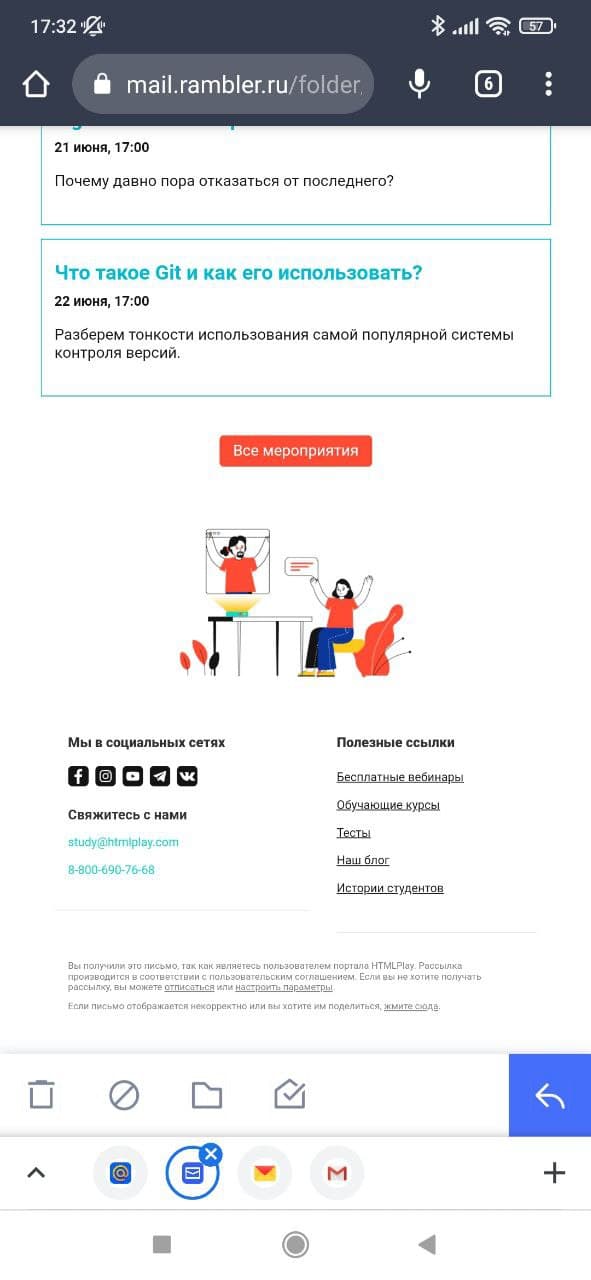 17:32
57
mail.rambler.ru/folder
6
21 июня, 17:00
Почему давно пора отказаться от последнего?
Что такое Git и как его использовать?
22 июня, 17:00
Разберем тонкости использования самой популярной системы
контроля версий.
Все мероприятия
Мы в социальных сетях
Свяжитесь с нами
study@htmlplay.com
8-800-690-76-68
Полезные ссылки
Бесплатные вебинары
Обучающие курсы
Тесты
Наш блог
Истории студентов
Вы получили это письмо, так как являетесь пользователем портала HTMLPlay. Рассылка
производится в соответствии с пользовательским соглашением. Если вы не хотите получать
рассылку, вы можете отписаться или настроить параметры.
Если письмо отображается некорректно или вы хотите им поделиться, жмите сюда.